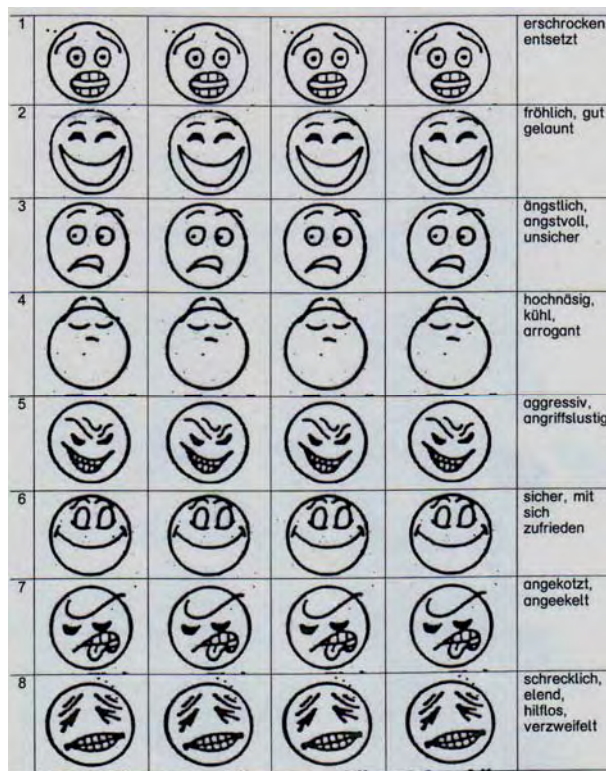 1
erschrocken
entsetzt
2
fröhlich, gut
gelaunt
3
ängstlich,
angstvoll,
unsicher
4
hochnäsig,
kühl,
arrogant
5
aggressiv,
angriffslustig
6
sicher, mit
sich
zufrieden
7
angekotzt,
angeekelt
8
schrecklich,
elend,
hilflos,
verzweifelt